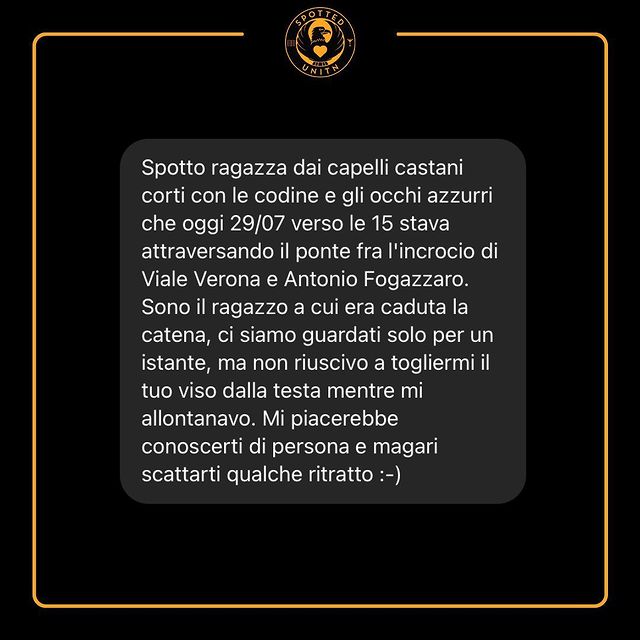 SPOTTED
UNITN
Spotto ragazza dai capelli castani
corti con le codine e gli occhi azzurri
che oggi 29/07 verso le 15 stava
attraversando il ponte fra l'incrocio di
Viale Verona e Antonio Fogazzaro.
Sono il ragazzo a cui era caduta la
catena, ci siamo guardati solo per un
istante, ma non riuscivo a togliermi il
tuo viso dalla testa mentre mi
allontanavo. Mi piacerebbe
conoscerti di persona e magari
scattarti qualche ritratto :-)